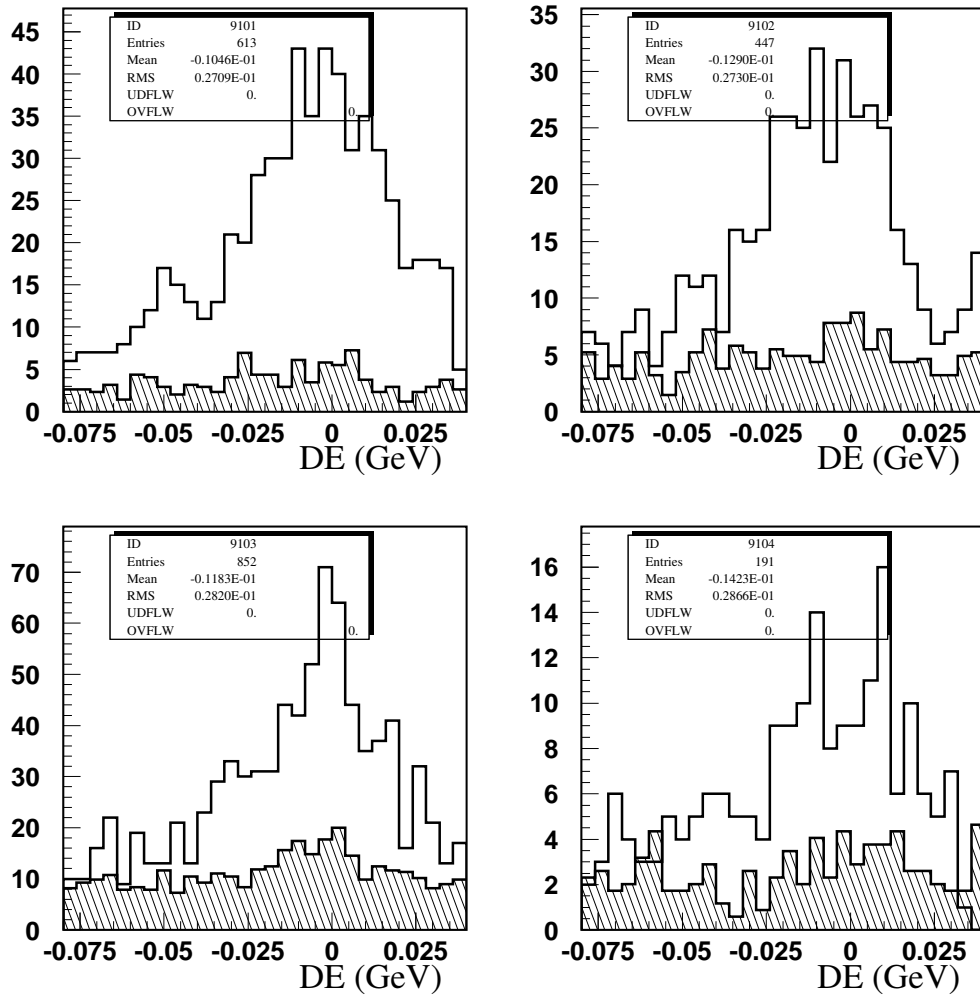 ID 9101
Entries 613
Mean -0.1046E-01
RMS 0.2709E-01
UDFLW 0.
OVFLW 0.
45
40
35
30
25
20
15
10
5
0
-0.075 -0.05 -0.025 0 0.025
DE (GeV)
ID 9102
Entries 447
Mean -0.1290E-01
RMS 0.2730E-01
UDFLW 0.
OVFLW 0.
35
30
25
20
15
10
5
0
-0.075 -0.05 -0.025 0 0.025
DE (GeV)
ID 9103
Entries 852
Mean -0.1183E-01
RMS 0.2820E-01
UDFLW 0.
OVFLW 0.
70
60
50
40
30
20
10
0
-0.075 -0.05 -0.025 0 0.025
DE (GeV)
ID 9104
Entries 191
Mean -0.1423E-01
RMS 0.2866E-01
UDFLW 0.
OVFLW 0.
16
14
12
10
8
6
4
2
0
-0.075 -0.05 -0.025 0 0.025
DE (GeV)